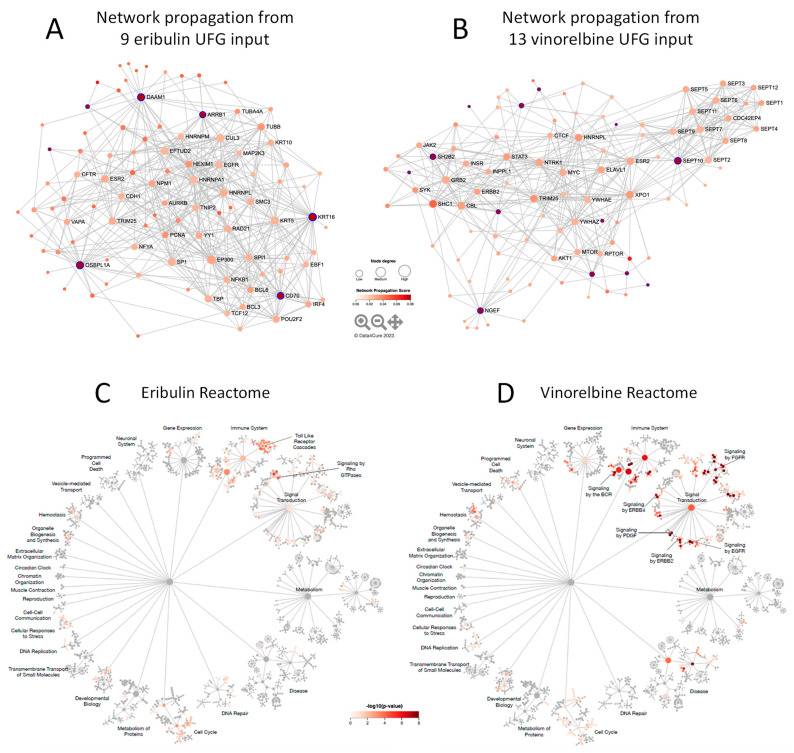 A
Network propagation from
9 eribulin UFG input
DAAM1
ARRB1
TUBA4A
TUBB
HNRNPM
CUL3
KRT10
EFTUD2
MAP2K3
HEXIM1
EGFR
CFTR
ESR2
NPM1
HNRNPA1
CDH1
HNRNPL
AURKB
TNIP2
SMC3
KRT16
VAPA
TRIM25
KRT5
RAD21
PCNA
YY1
NFYA
OSBPL1A
SP1
EP300
SPI1
EBF1
NFKB1
BCL6
TBP
CD70
BCL3
IRF4
TCF12
POU2F2
Node degree
Low
Medium
High
Network Propagation Score
0.00
0.02
0.04
0.06
0.08
© Data4Cure 2022
B
Network propagation from
13 vinorelbine UFG input
SEPT3
SEPT5
SEPT12
SEPT6
SEPT1
SEPT11
CDC42EP4
SEPT9
SEPT7
SEPT4
SEPT8
CTCF
HNRNPL
JAK2
SH2B2
STAT3
SEPT10
SEPT2
INSR
NTRK1
ESR2
INPPL1
MYC
ELAVL1
GRB2
SYK
ERBB2
XPO1
SHC1
CBL
TRIM25
YWHAE
YWHAZ
MTOR
RPTOR
AKT1
NGEF
C
Eribulin Reactome
Gene Expression
Immune System
Toll Like
Receptor
Cascades
Neuronal
System
Programmed
Cell
Death
Signaling by
Rho
GTPases
Vesicle-mediated
Transport
Signal
Transduction
Hemostasis
Organelle
Biogenesis
and Synthesis
Extracellular
Matrix Organization
Circadian Clock
Chromatin
Organization
Muscle Contraction
Reproduction
Metabolism
Cell-Cell
Communication
Cellular Responses
to Stress
DNA Replication
Transmembrane Transport
of Small Molecules
Developmental
Biology
Metabolism of
Proteins
Cell Cycle
DNA Repair
Disease
-log10(p-value)
0
2
4
6
8
D
Vinorelbine Reactome
Gene Expression
Immune System
Signaling
by FGFR
Neuronal
System
Programmed
Cell
Death
Signaling
by the BCR
Vesicle-mediated
Transport
Signal
Transduction
Signaling
by ERBB4
Hemostasis
Signaling
by PDGF
Organelle
Biogenesis
and Synthesis
Signaling
by EGFR
Signaling
by ERBB2
Extracellular
Matrix Organization
Circadian Clock
Chromatin
Organization
Muscle Contraction
Reproduction
Metabolism
Cell-Cell
Communication
Cellular Responses
to Stress
DNA Replication
Transmembrane Transport
of Small Molecules
Developmental
Biology
Metabolism of
Proteins
Cell Cycle
DNA Repair
Disease